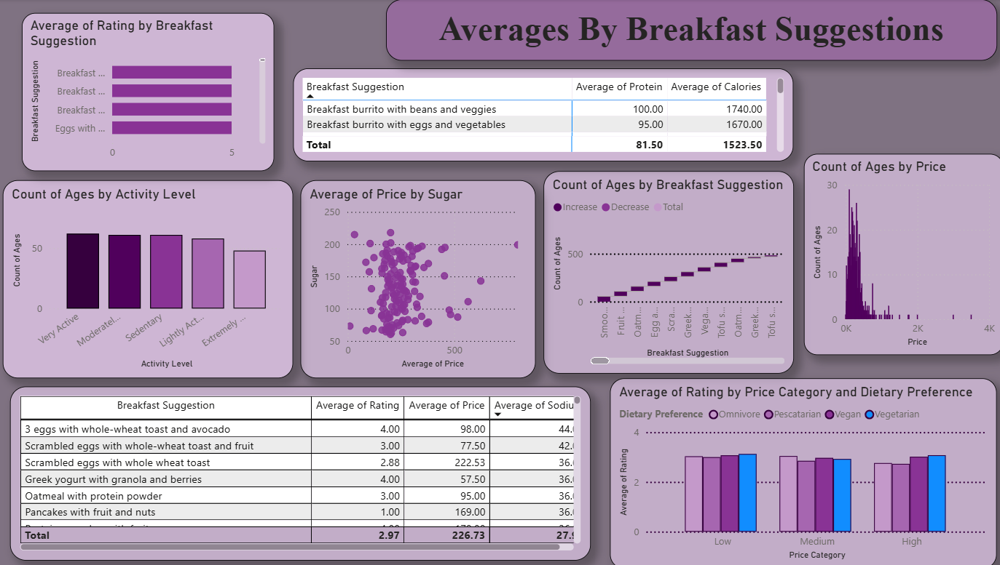 Averages By Breakfast Suggestions
Average of Rating by Breakfast
Suggestion
Breakfast Suggestion
Breakfast ...
Breakfast ...
Breakfast ...
Eggs with ...
0 5
Breakfast Suggestion Average of Protein Average of Calories
Breakfast burrito with beans and veggies 100.00 1740.00
Breakfast burrito with eggs and vegetables 95.00 1670.00
Total 81.50 1523.50
Count of Ages by Activity Level
Count of Ages
50
0
Very Active Moderatel... Sedentary Lightly Act... Extremely ...
Activity Level
Average of Price by Sugar
Sugar
250
200
150
100
50
0 500
Average of Price
Count of Ages by Breakfast Suggestion
Increase Decrease Total
Count of Ages
500
0
Smoo... Fruit ... Oatm... Egg a... Scra... Greek... Vega... Tofu s... Oatm... Greek... Tofu s...
Breakfast Suggestion
Count of Ages by Price
Count of Ages
30
20
10
0
0K 2K 4K
Price
Breakfast Suggestion Average of Rating Average of Price Average of Sodiu
3 eggs with whole-wheat toast and avocado 4.00 98.00 44.
Scrambled eggs with whole-wheat toast and fruit 3.00 77.50 42.
Scrambled eggs with whole wheat toast 2.88 222.53 36.
Greek yogurt with granola and berries 4.00 57.50 36.
Oatmeal with protein powder 3.00 95.00 36.
Pancakes with fruit and nuts 1.00 169.00 36.
Total 2.97 226.73 27.9
Average of Rating by Price Category and Dietary Preference
Dietary Preference Omnivore Pescatarian Vegan Vegetarian
Average of Rating
4
2
0
Low Medium High
Price Category